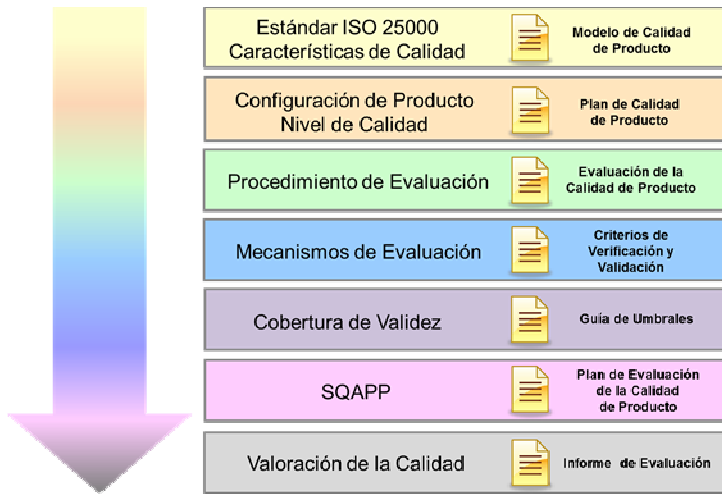 Estándar ISO 25000
Características de Calidad
Modelo de Calidad
de Producto
Configuración de Producto
Nivel de Calidad
Plan de Calidad
de Producto
Procedimiento de Evaluación
Evaluación de la
Calidad de Producto
Mecanismos de Evaluación
Criterios de
Verificación y
Validación
Cobertura de Validez
Guía de Umbrales
SQAPP
Plan de Evaluación
de la Calidad
de Producto
Valoración de la Calidad
Informe de Evaluación